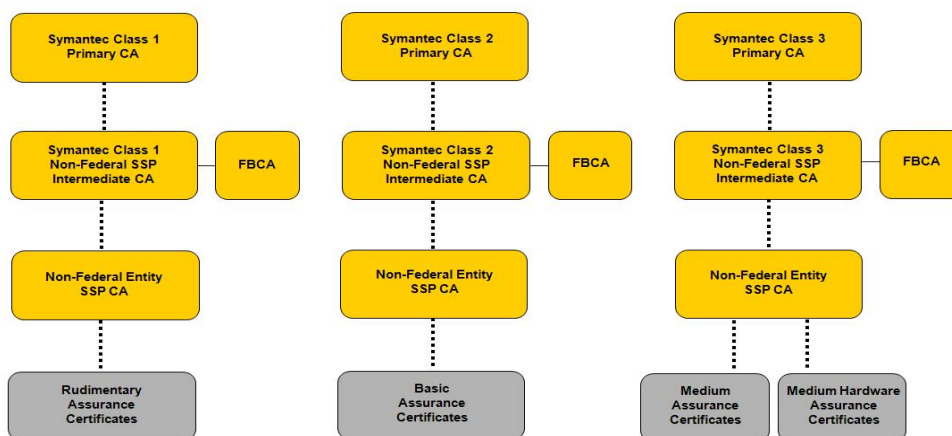 Symantec Class 1
Primary CA
Symantec Class 2
Primary CA
Symantec Class 3
Primary CA
Symantec Class 1
Non-Federal SSP
Intermediate CA
FBCA
Symantec Class 2
Non-Federal SSP
Intermediate CA
FBCA
Symantec Class 3
Non-Federal SSP
Intermediate CA
FBCA
Non-Federal Entity
SSP CA
Non-Federal Entity
SSP CA
Non-Federal Entity
SSP CA
Rudimentary
Assurance
Certificates
Basic
Assurance
Certificates
Medium
Assurance
Certificates
Medium Hardware
Assurance
Certificates